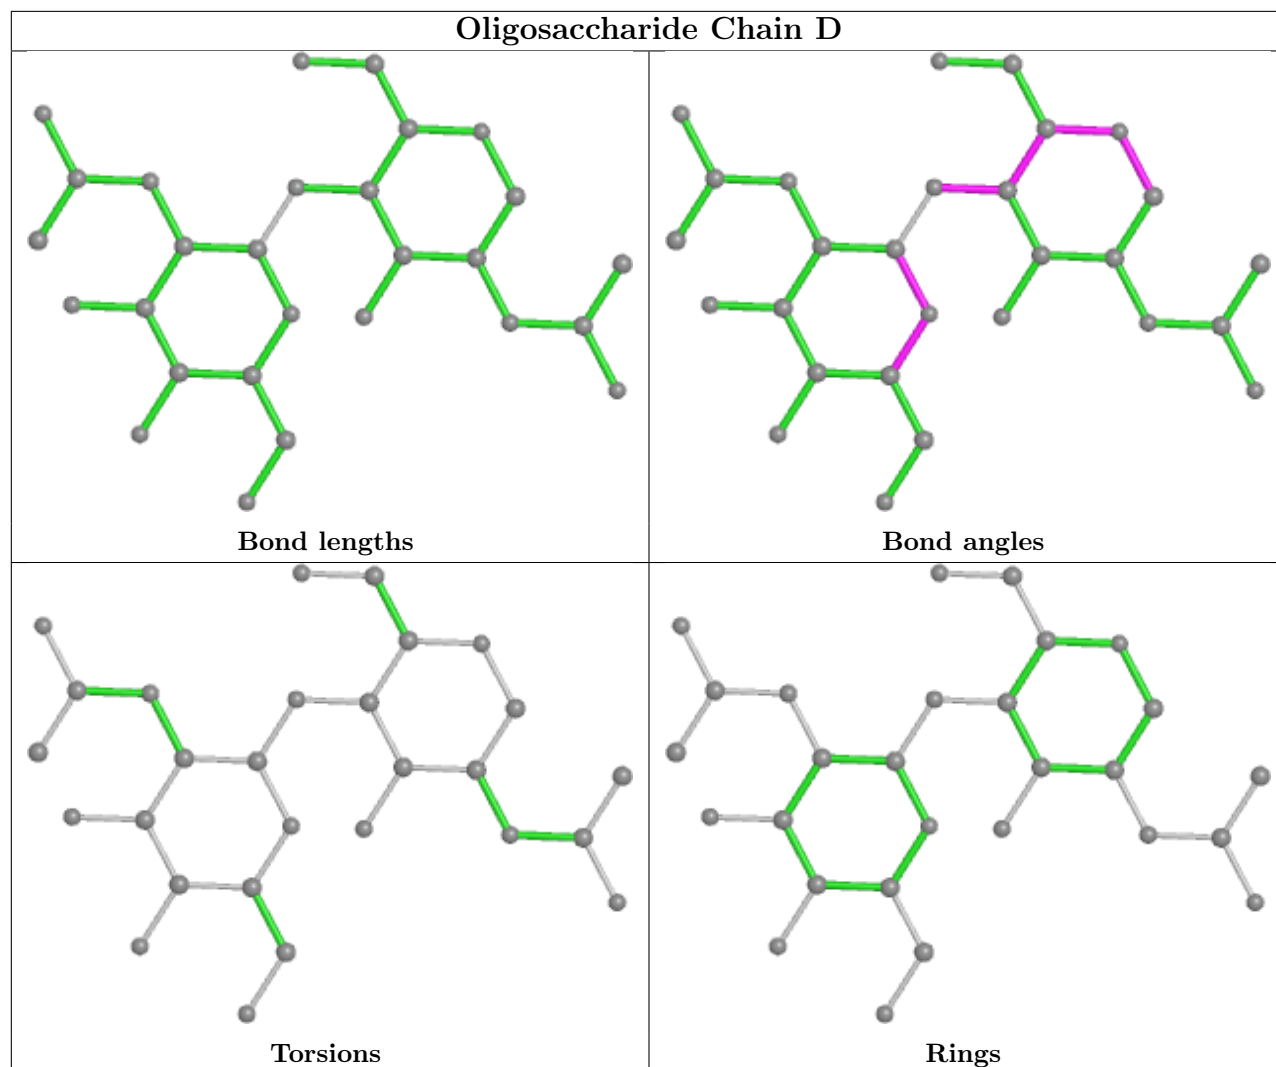 Oligosaccharide Chain D
Bond lengths
Bond angles
Torsions
Rings